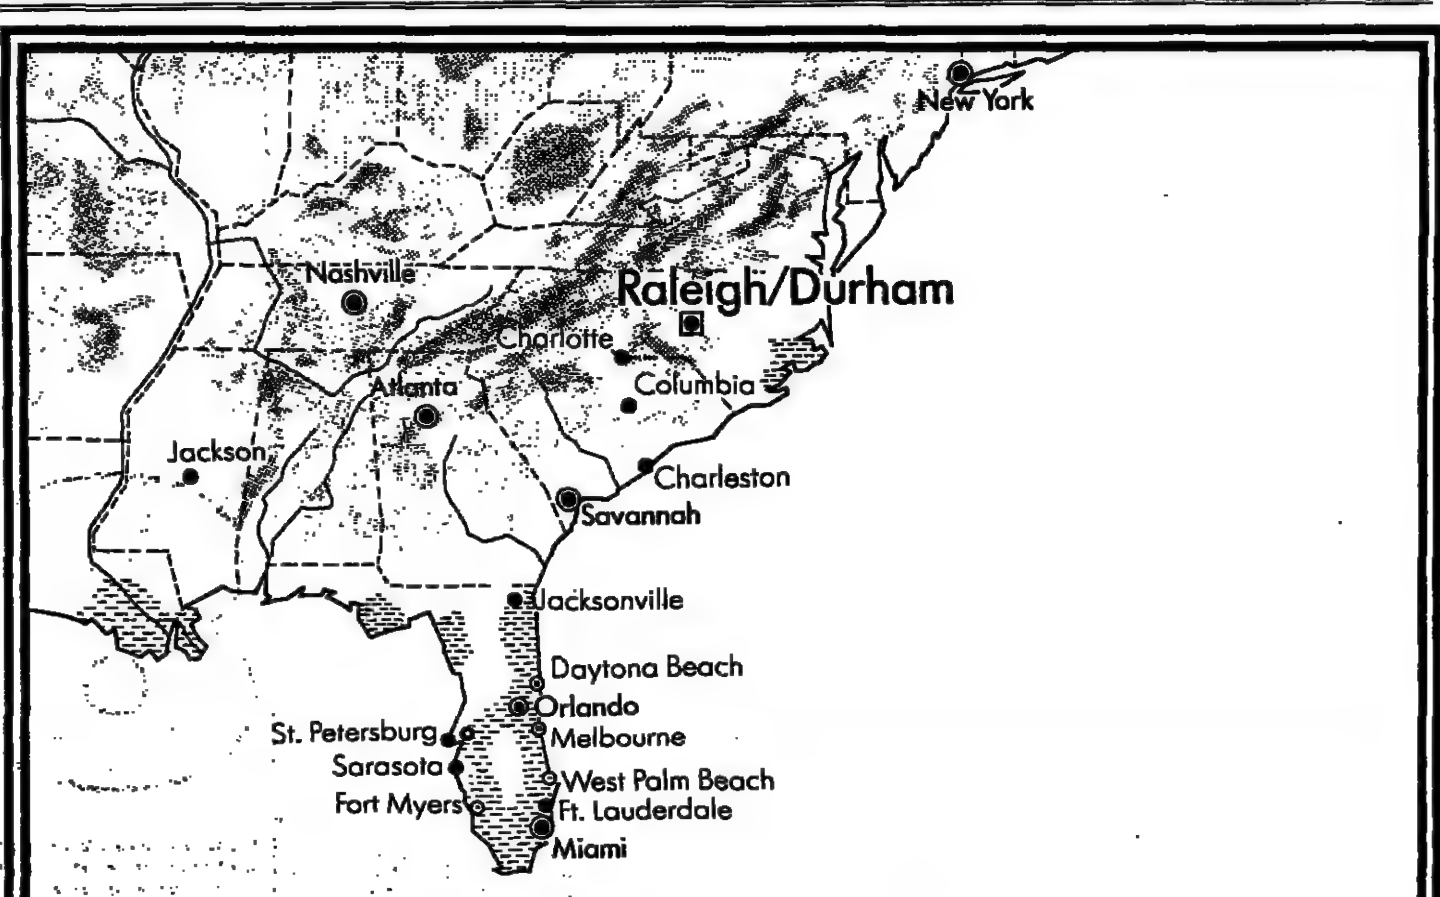 New York
Nashville
Raleigh/Durham
Charlotte
Columbia
Atlanta
Jackson
Charleston
Savannah
Jacksonville
Daytona Beach
Orlando
St. Petersburg
Melbourne
Sarasota
West Palm Beach
Fort Myers
Ft. Lauderdale
Miami